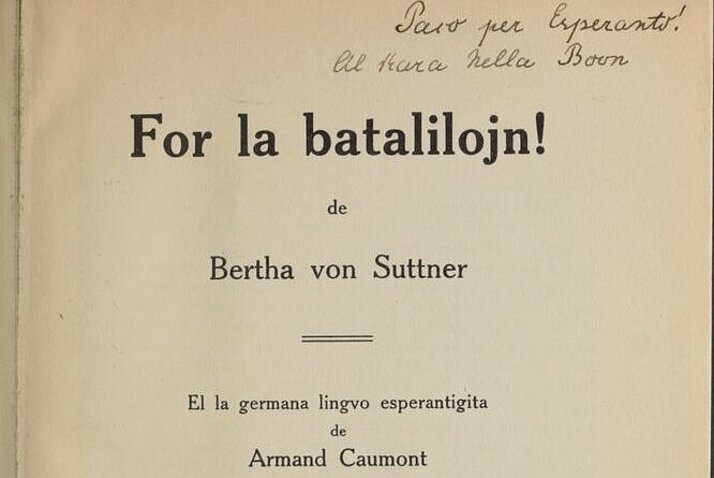 Paco per Esperanto!
Al kara Nella Boon
For la batalilojn!
de
Bertha von Suttner
El la germana lingvo esperantigita
de
Armand Caumont